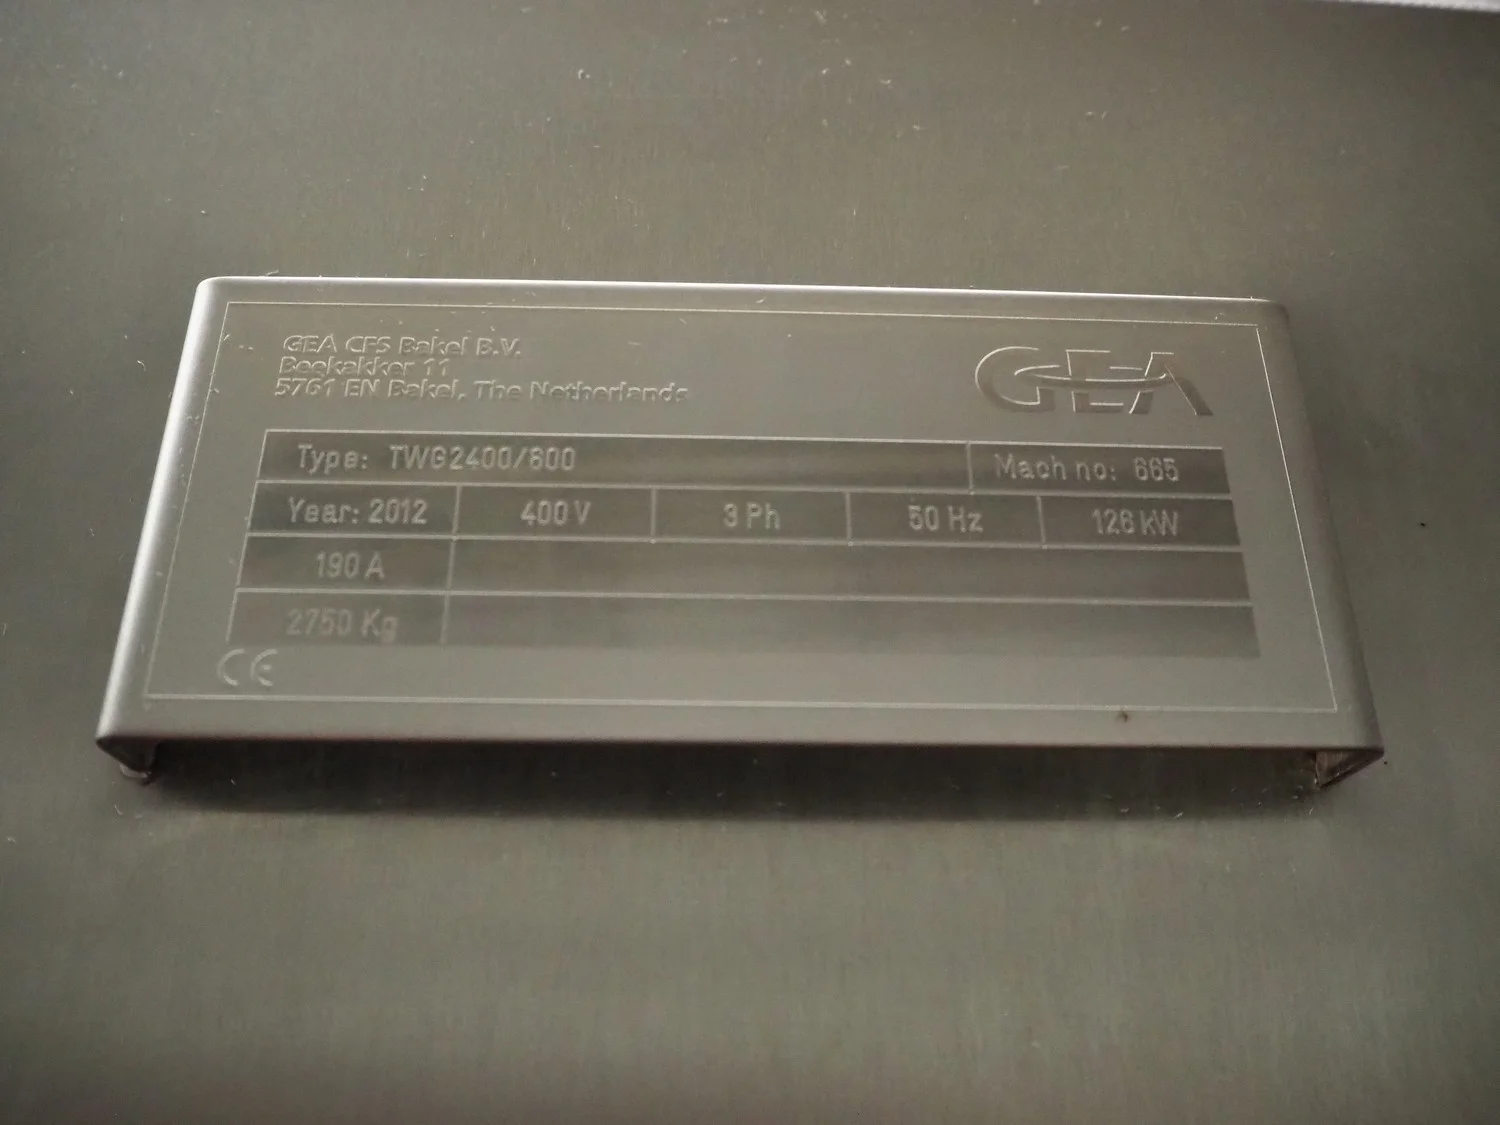 GEA CFS Bakel B.V.
Beekakker 11
5761 EN Bakel, The Netherlands
GEA
Type: TWG2400/600 Mach no: 665
Year: 2012 400 V 3 Ph 50 Hz 126 kW
190 A
2750 Kg
CE